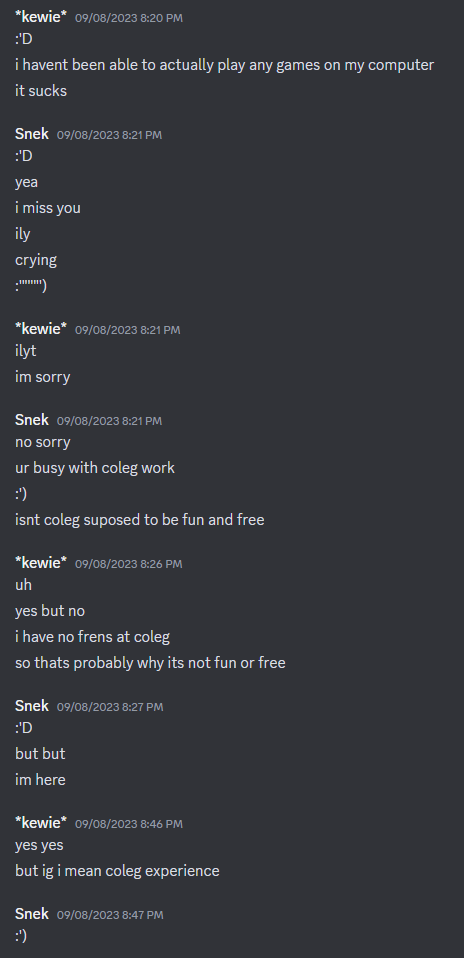 *kewie* 09/08/2023 8:20 PM
:'D
i havent been able to actually play any games on my computer
it sucks
Snek 09/08/2023 8:21 PM
:'D
yea
i miss you
ily
crying
:'""""')
*kewie* 09/08/2023 8:21 PM
ilyt
im sorry
Snek 09/08/2023 8:21 PM
no sorry
ur busy with coleg work
:')
isnt coleg suposed to be fun and free
*kewie* 09/08/2023 8:26 PM
uh
yes but no
i have no frens at coleg
so thats probably why its not fun or free
Snek 09/08/2023 8:27 PM
:'D
but but
im here
*kewie* 09/08/2023 8:46 PM
yes yes
but ig i mean coleg experience
Snek 09/08/2023 8:47 PM
:')